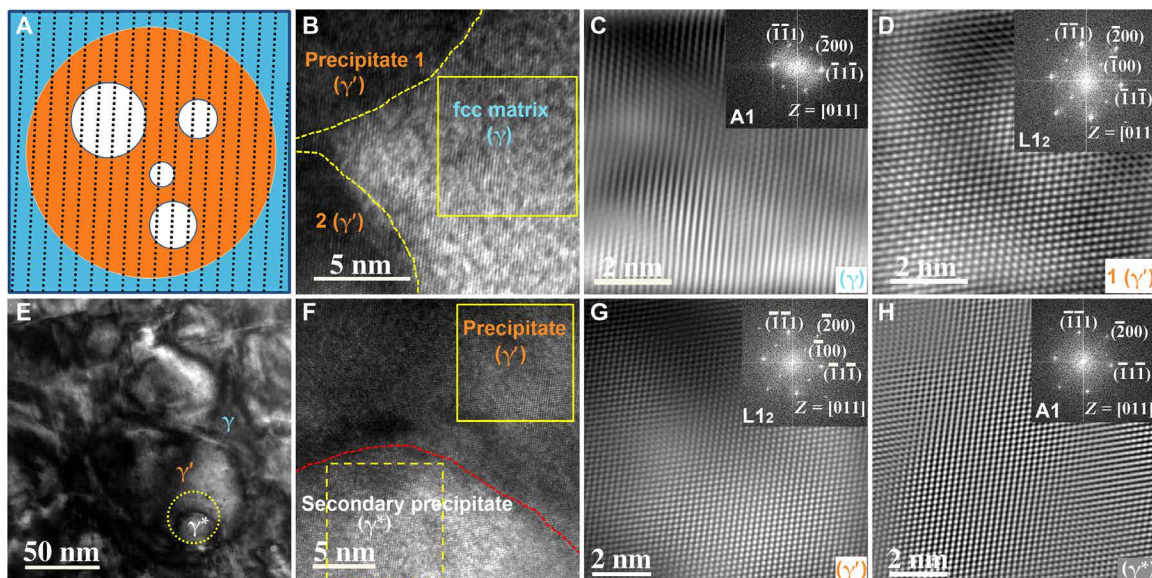 A
B
Precipitate 1
(γ′)
fcc matrix
(γ)
2 (γ′)
5 nm
C
(1̅1̅1)
(2̅00)
(1̅11̅)
A1
Z = [011]
2 nm
(γ)
D
(1̅1̅1)
(2̅00)
(1̅00)
(1̅11̅)
L1₂
Z = [011]
2 nm
1 (γ′)
E
γ
γ′
γ*
50 nm
F
Precipitate
(γ′)
Secondary precipitate
(γ*)
5 nm
G
(1̅1̅1)
(2̅00)
(1̅00)
(1̅11̅)
L1₂
Z = [011]
2 nm
(γ′)
H
(1̅1̅1)
(2̅00)
(1̅11̅)
A1
Z = [011]
2 nm
(γ*)